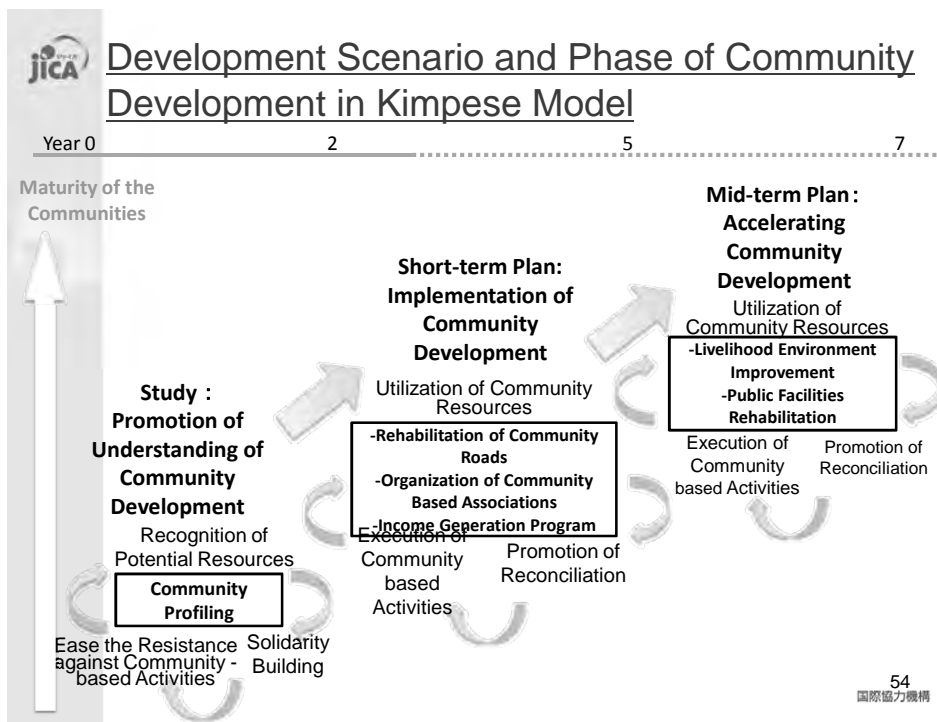 jica
Development Scenario and Phase of Community
Development in Kimpese Model
Year 0 2 5 7
Maturity of the
Communities
Mid-term Plan：
Accelerating
Community
Development
Utilization of
Community Resources
-Livelihood Environment
Improvement
-Public Facilities
Rehabilitation
Execution of
Community
based Activities
Promotion of
Reconciliation
Short-term Plan:
Implementation of
Community
Development
Utilization of Community
Resources
-Rehabilitation of Community
Roads
-Organization of Community
Based Associations
-Income Generation Program
Execution of
Community
based
Activities
Promotion of
Reconciliation
Study：
Promotion of
Understanding of
Community
Development
Recognition of
Potential Resources
Community
Profiling
Ease the Resistance
against Community -
based Activities
Solidarity
Building
54
国際協力機構